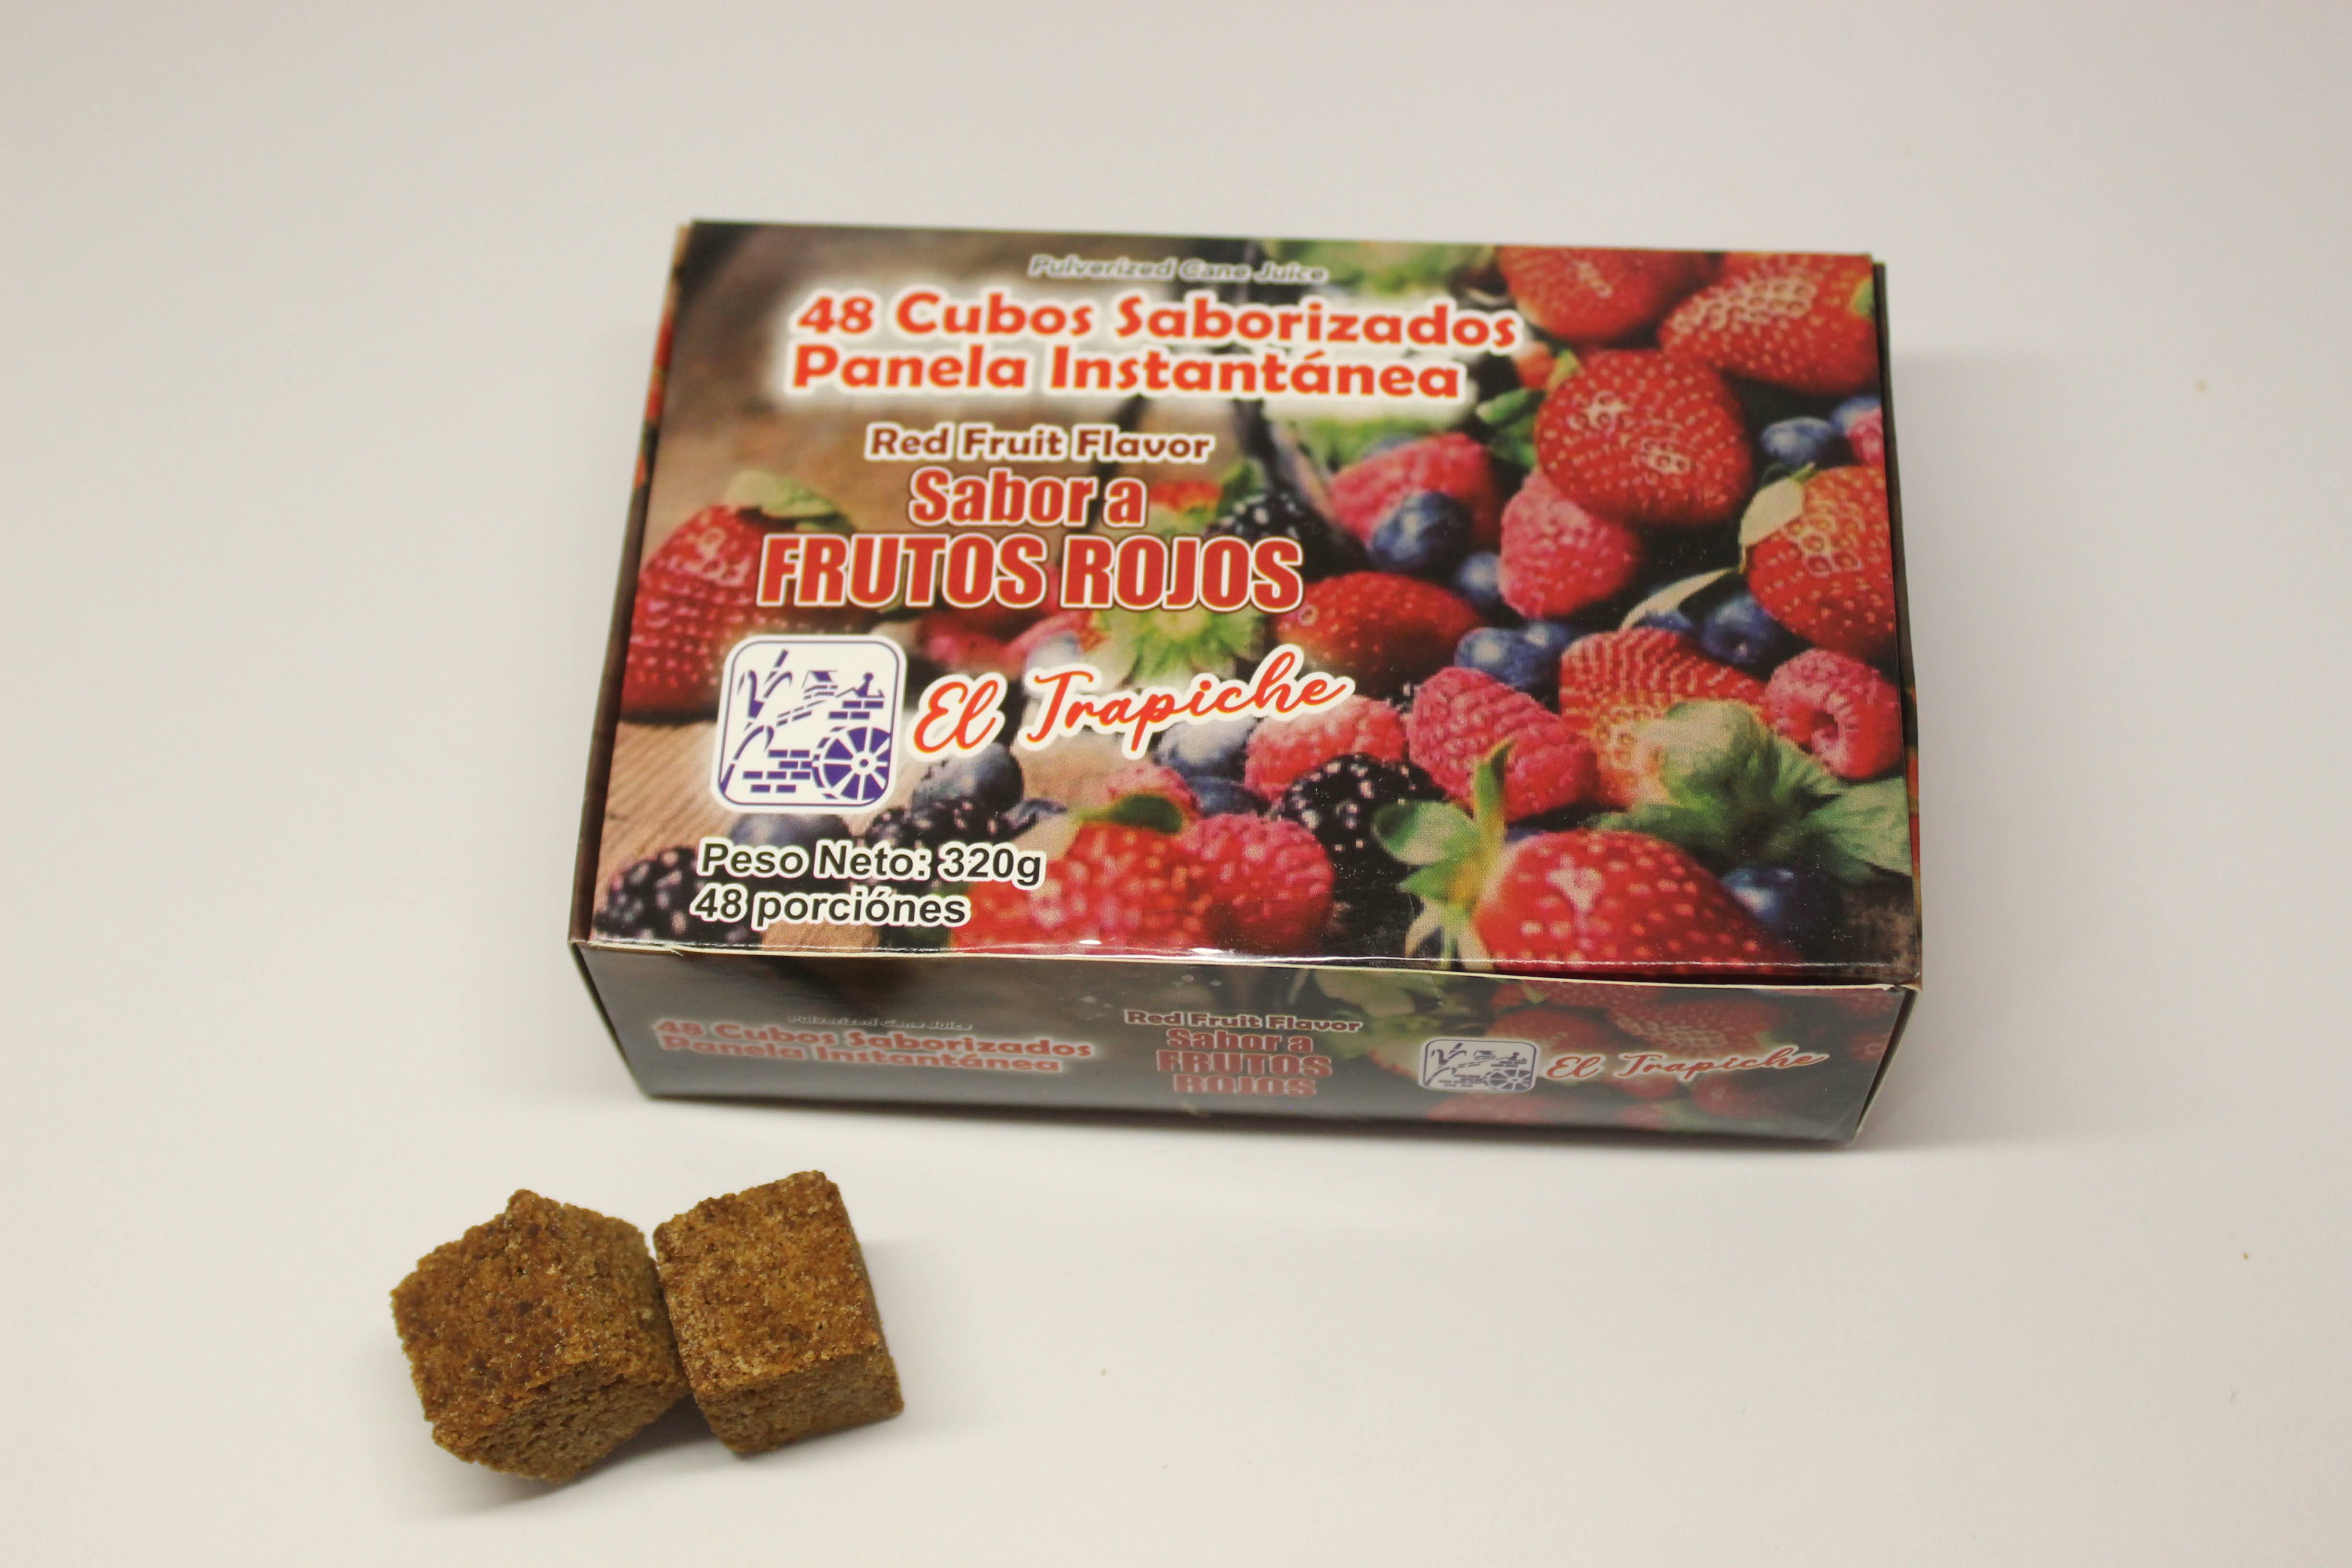 Pulverized Cane Juice
48 Cubos Saborizados
Panela Instantánea
Red Fruit Flavor
Sabor a
FRUTOS ROJOS
El Trapiche
Peso Neto: 320g
48 porciónes
Pulverized Cane Juice
48 Cubos Saborizados
Panela Instantánea
Red Fruit Flavor
Sabor a
FRUTOS
ROJOS
El Trapiche